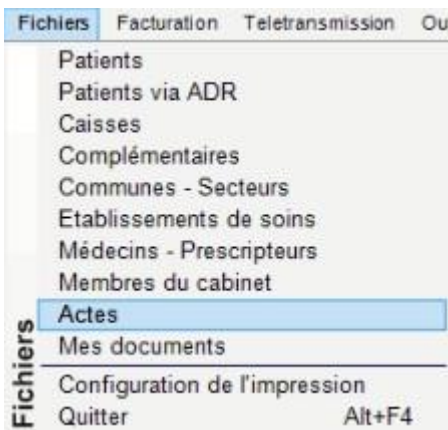 Fichiers Facturation Teletransmission Ou
Patients
Patients via ADR
Caisses
Complémentaires
Communes - Secteurs
Etablissements de soins
Médecins - Prescripteurs
Membres du cabinet
Actes
Mes documents
Configuration de l'impression
Quitter Alt+F4
Fichiers